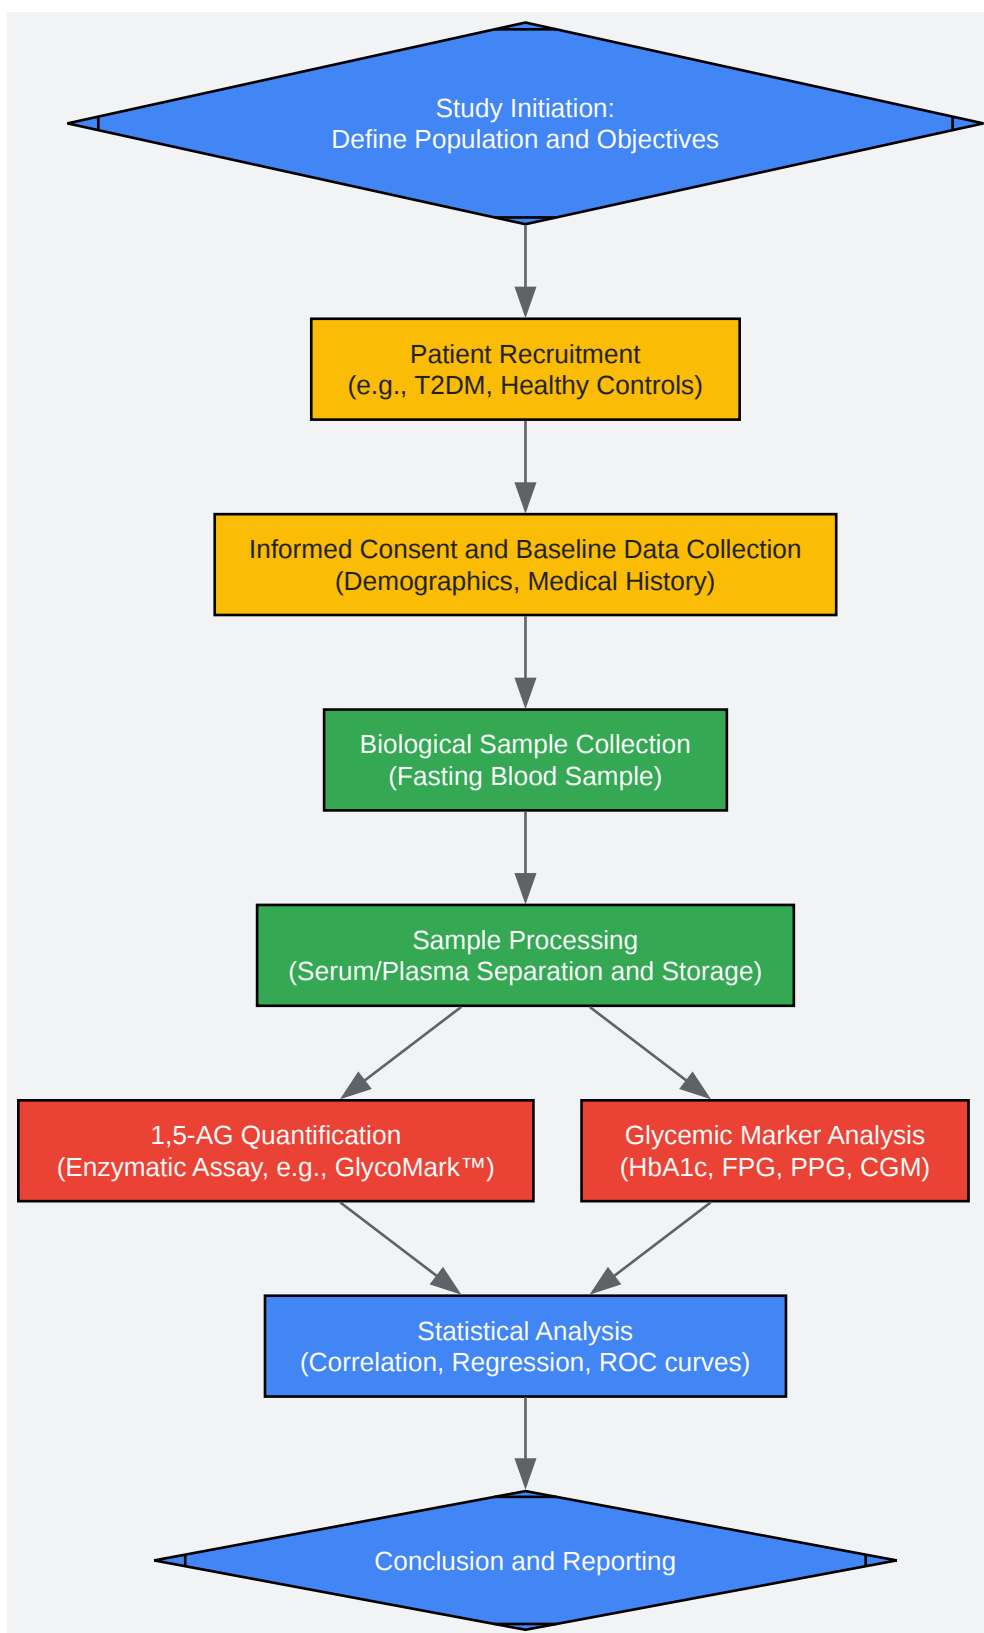 Study Initiation:
Define Population and Objectives
Patient Recruitment
(e.g., T2DM, Healthy Controls)
Informed Consent and Baseline Data Collection
(Demographics, Medical History)
Biological Sample Collection
(Fasting Blood Sample)
Sample Processing
(Serum/Plasma Separation and Storage)
1,5-AG Quantification
(Enzymatic Assay, e.g., GlycoMark™)
Glycemic Marker Analysis
(HbA1c, FPG, PPG, CGM)
Statistical Analysis
(Correlation, Regression, ROC curves)
Conclusion and Reporting